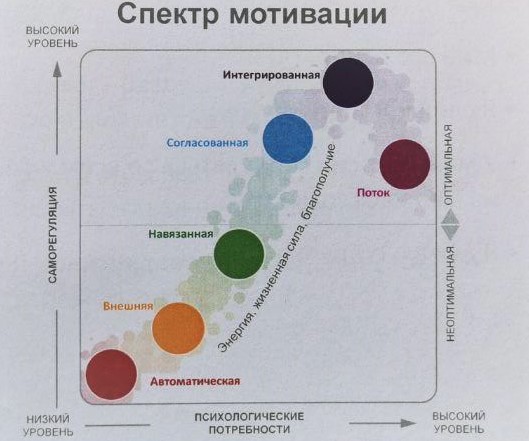 Спектр мотивации
ВЫСОКИЙ
УРОВЕНЬ
Интегрированная
Согласованная
Поток
Навязанная
Внешняя
Автоматическая
Энергия, жизненная сила, благополучие
САМОРЕГУЛЯЦИЯ
ОПТИМАЛЬНАЯ
НЕОПТИМАЛЬНАЯ
НИЗКИЙ
УРОВЕНЬ
ПСИХОЛОГИЧЕСКИЕ
ПОТРЕБНОСТИ
ВЫСОКИЙ
УРОВЕНЬ